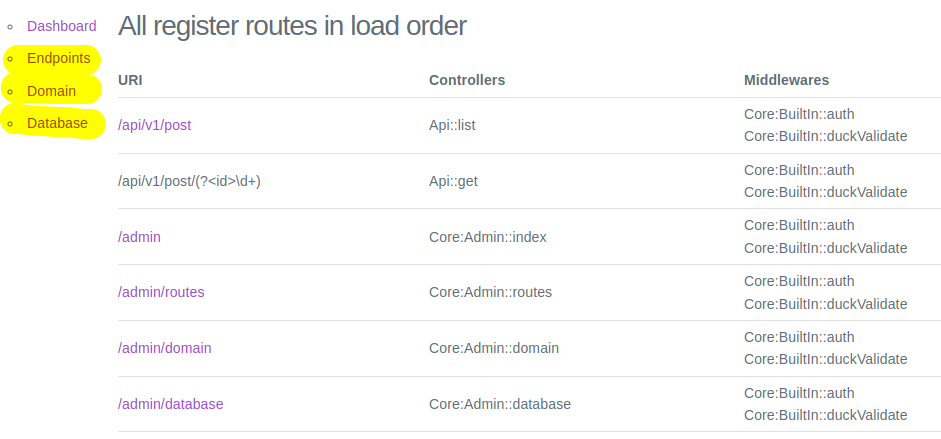 Dashboard
Endpoints
Domain
Database
All register routes in load order
URI Controllers Middlewares
/api/v1/post Api::list Core:BuiltIn::auth
Core:BuiltIn::duckValidate
/api/v1/post/(?<id>\d+) Api::get Core:BuiltIn::auth
Core:BuiltIn::duckValidate
/admin Core:Admin::index Core:BuiltIn::auth
Core:BuiltIn::duckValidate
/admin/routes Core:Admin::routes Core:BuiltIn::auth
Core:BuiltIn::duckValidate
/admin/domain Core:Admin::domain Core:BuiltIn::auth
Core:BuiltIn::duckValidate
/admin/database Core:Admin::database Core:BuiltIn::auth
Core:BuiltIn::duckValidate